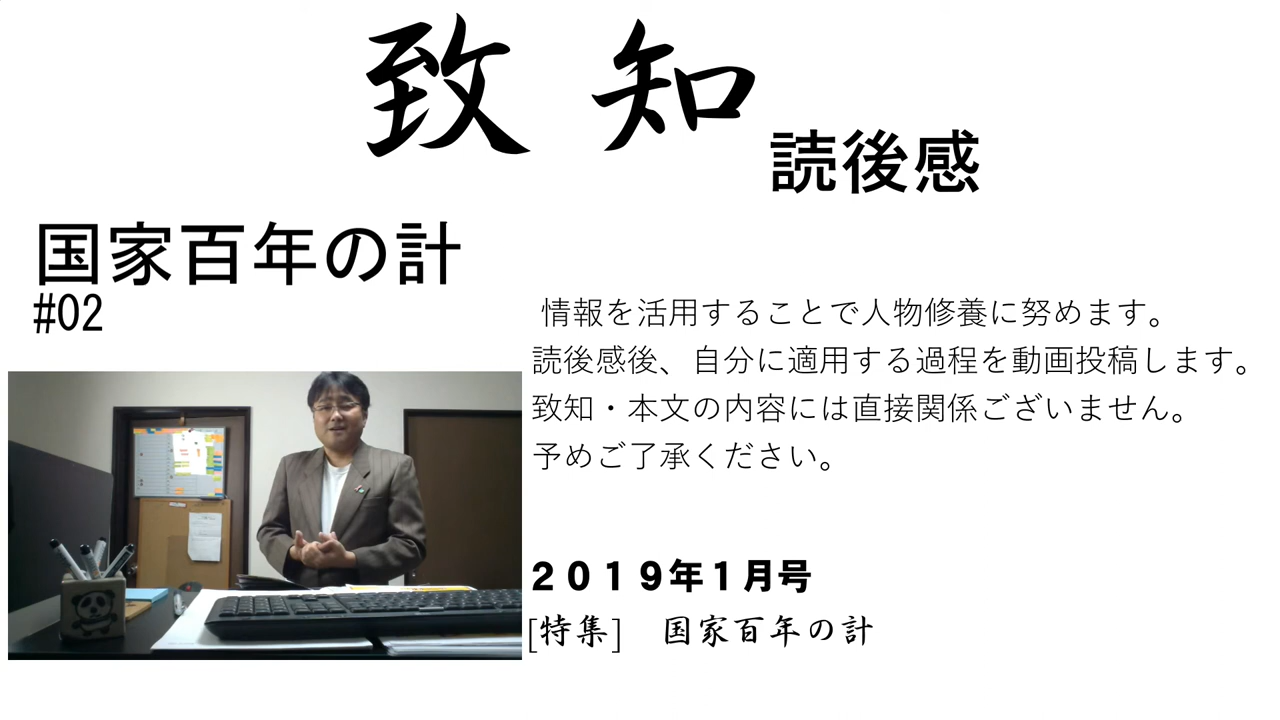 致知
読後感
国家百年の計
#02
情報を活用することで人物修養に努めます。
読後感後、自分に適用する過程を動画投稿します。
致知・本文の内容には直接関係ございません。
予めご了承ください。
２０１９年１月号
[特集]　国家百年の計